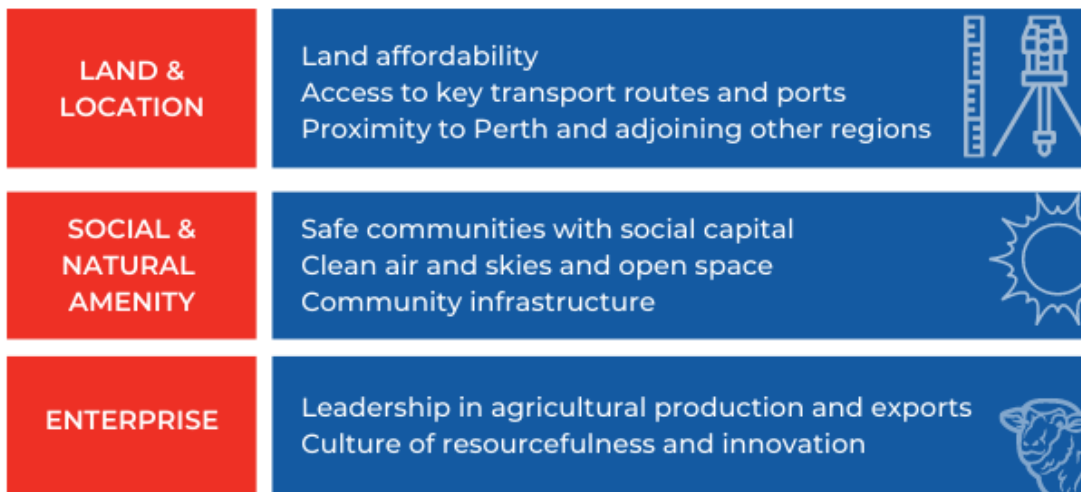 LAND &
LOCATION
Land affordability
Access to key transport routes and ports
Proximity to Perth and adjoining other regions
SOCIAL &
NATURAL
AMENITY
Safe communities with social capital
Clean air and skies and open space
Community infrastructure
ENTERPRISE
Leadership in agricultural production and exports
Culture of resourcefulness and innovation